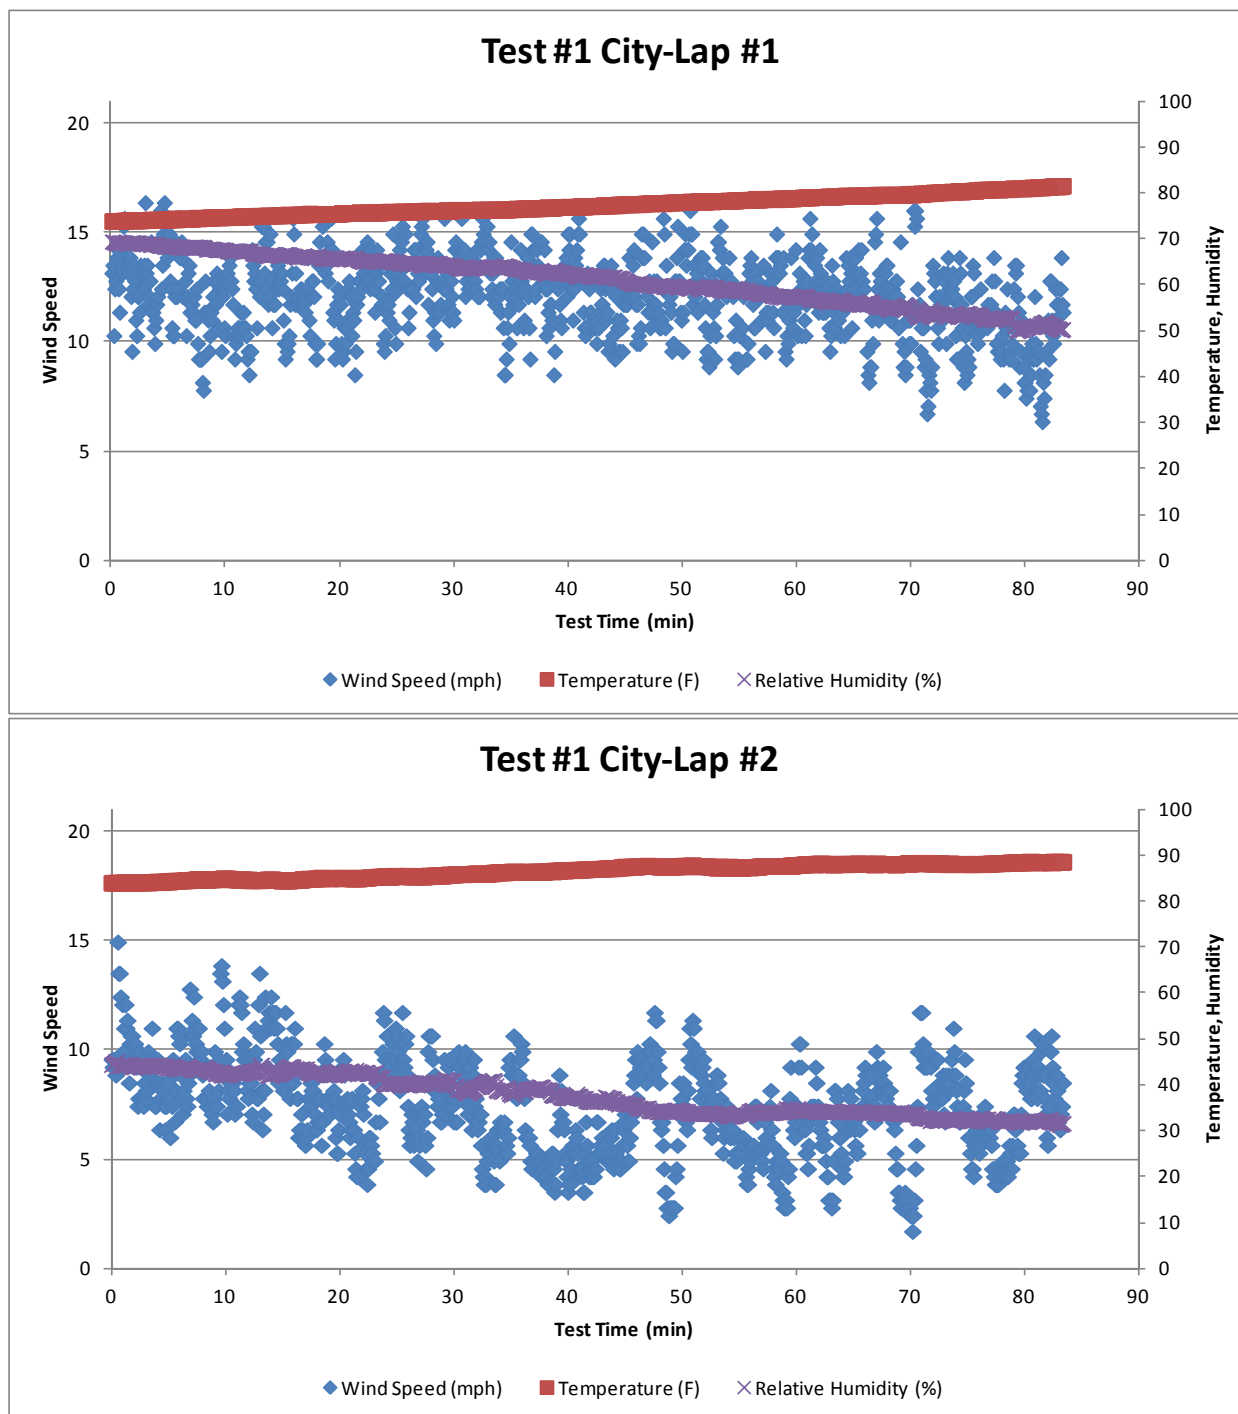 Test #1 City-Lap #1
20
15
10
5
0
Wind Speed
100
90
80
70
60
50
40
30
20
10
0
Temperature, Humidity
0 10 20 30 40 50 60 70 80 90
Test Time (min)
Wind Speed (mph) Temperature (F) Relative Humidity (%)
Test #1 City-Lap #2
20
15
10
5
0
Wind Speed
100
90
80
70
60
50
40
30
20
10
0
Temperature, Humidity
0 10 20 30 40 50 60 70 80 90
Test Time (min)
Wind Speed (mph) Temperature (F) Relative Humidity (%)